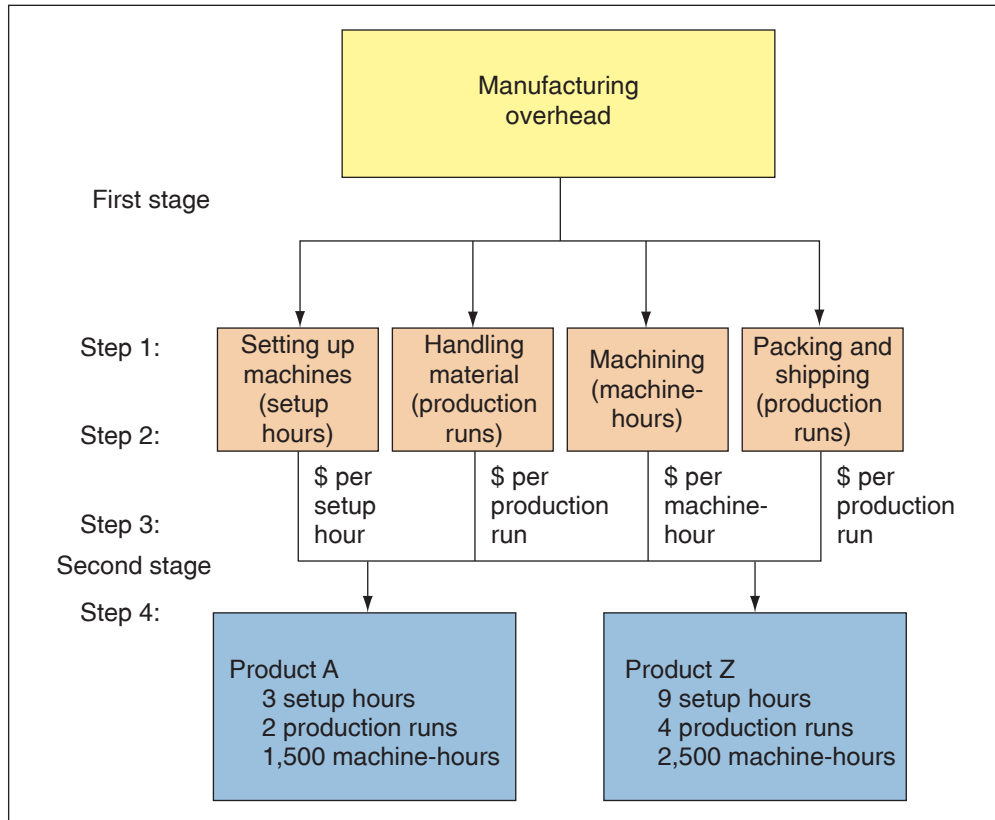 Manufacturing
overhead
First stage
Step 1:
Setting up
machines
(setup
hours)
Handling
material
(production
runs)
Machining
(machine-
hours)
Packing and
shipping
(production
runs)
Step 2:
$ per
setup
hour
$ per
production
run
$ per
machine-
hour
$ per
production
run
Step 3:
Second stage
Step 4:
Product A
3 setup hours
2 production runs
1,500 machine-hours
Product Z
9 setup hours
4 production runs
2,500 machine-hours